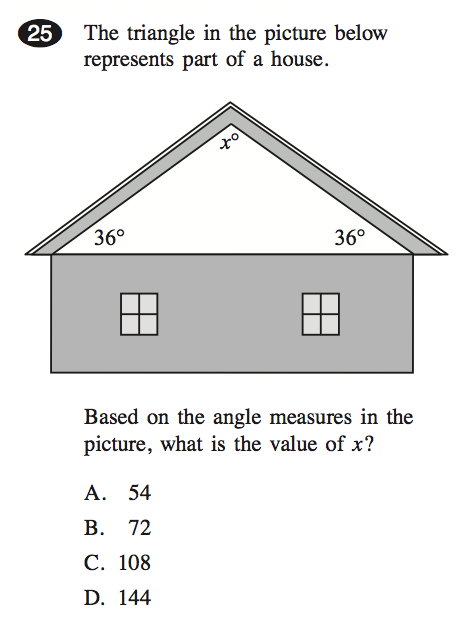 25 The triangle in the picture below
represents part of a house.
x°
36° 36°
Based on the angle measures in the
picture, what is the value of x?
A. 54
B. 72
C. 108
D. 144